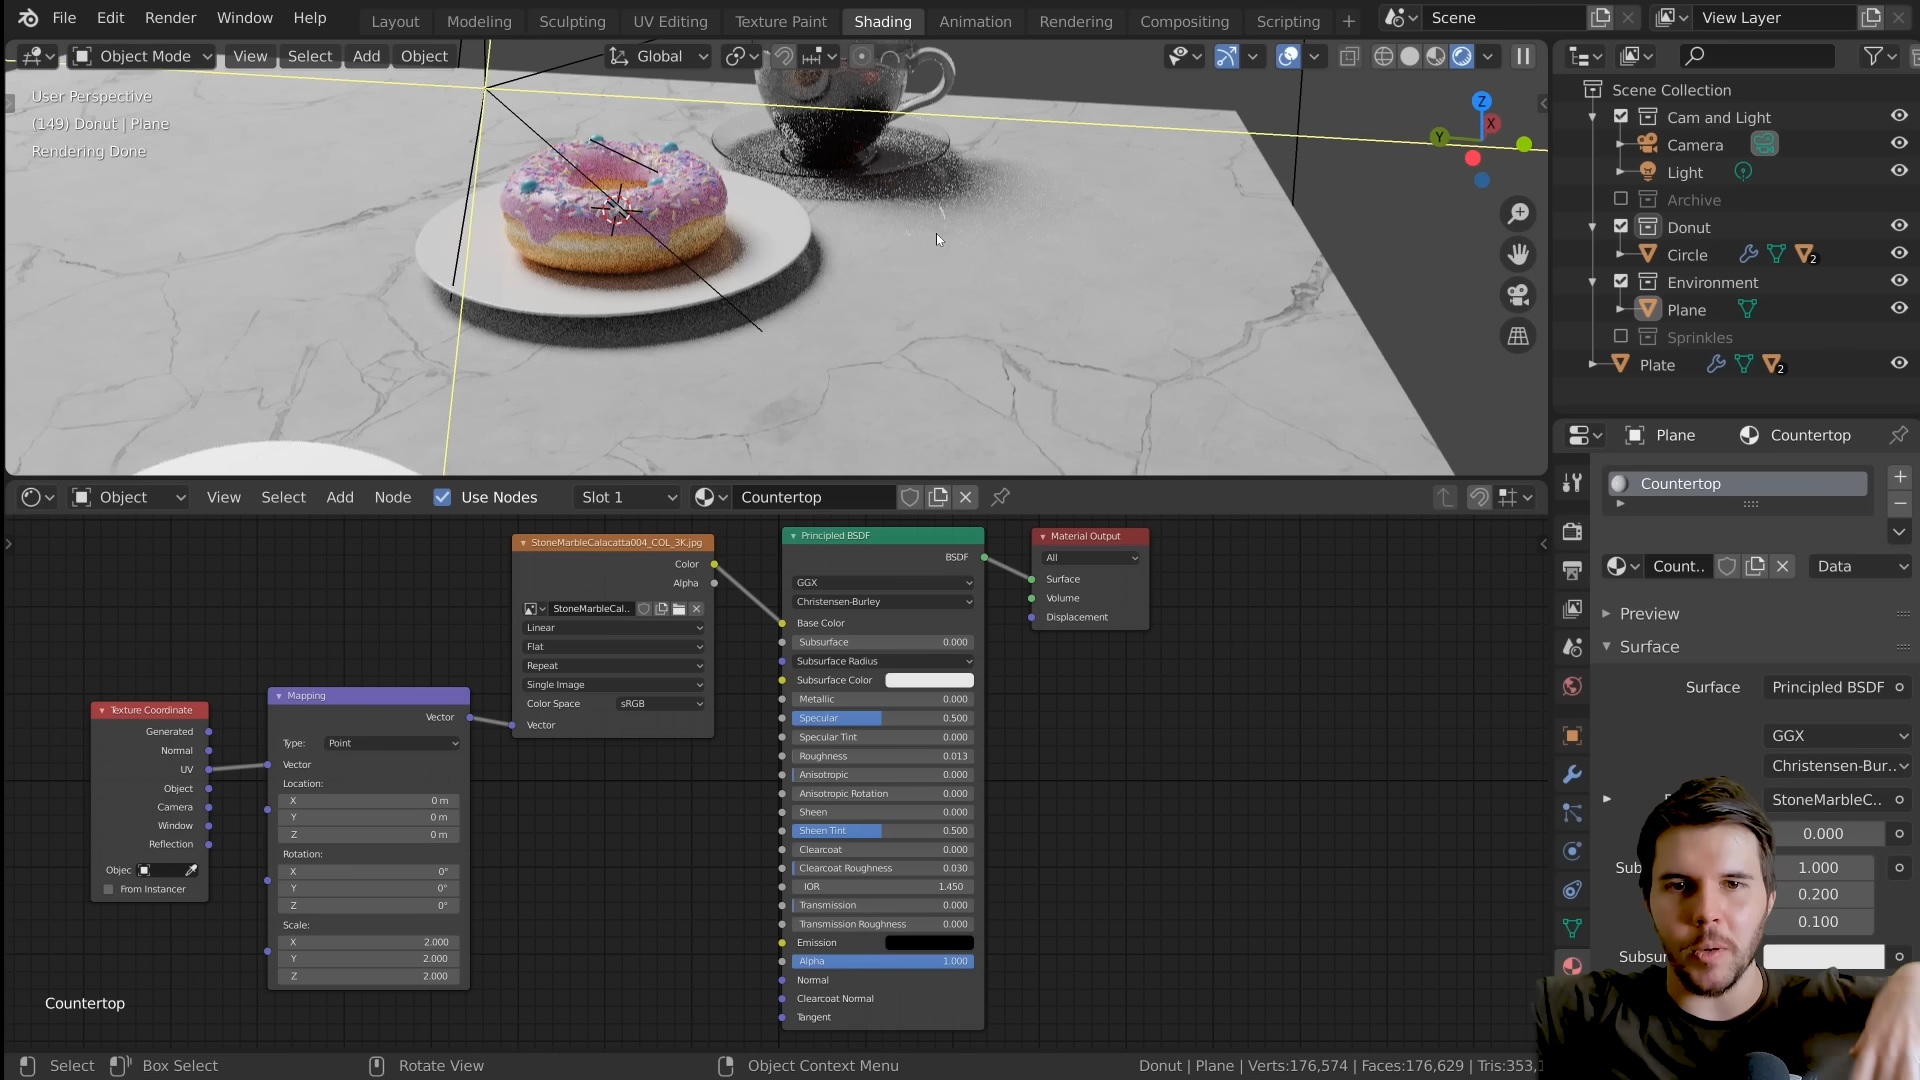 File Edit Render Window Help
Layout Modeling Sculpting UV Editing Texture Paint Shading Animation Rendering Compositing Scripting +
Scene
View Layer
Object Mode View Select Add Object
Global
User Perspective
(149) Donut | Plane
Rendering Done
Z
X
Y
Scene Collection
Cam and Light
Camera
Light
Archive
Donut
Circle 2
Environment
Plane
Sprinkles
Plate 2
Plane Countertop
Countertop
Count.. Data
Preview
Surface
Surface Principled BSDF
GGX
Christensen-Bur..
StoneMarbleC..
0.000
Sub
1.000
0.200
0.100
Subsu
Object View Select Add Node Use Nodes Slot 1 Countertop
Texture Coordinate
Generated
Normal
UV
Object
Camera
Window
Reflection
Objec
From Instancer
Mapping
Vector
Type: Point
Vector
Location:
X 0 m
Y 0 m
Z 0 m
Rotation:
X 0°
Y 0°
Z 0°
Scale:
X 2.000
Y 2.000
Z 2.000
StoneMarbleCalacatta004_COL_3K.jpg
Color
Alpha
StoneMarbleCal..
Linear
Flat
Repeat
Single Image
Color Space sRGB
Vector
Principled BSDF
BSDF
GGX
Christensen-Burley
Base Color
Subsurface 0.000
Subsurface Radius
Subsurface Color
Metallic 0.000
Specular 0.500
Specular Tint 0.000
Roughness 0.013
Anisotropic 0.000
Anisotropic Rotation 0.000
Sheen 0.000
Sheen Tint 0.500
Clearcoat 0.000
Clearcoat Roughness 0.030
IOR 1.450
Transmission 0.000
Transmission Roughness 0.000
Emission
Alpha 1.000
Normal
Clearcoat Normal
Tangent
Material Output
All
Surface
Volume
Displacement
Countertop
Select Box Select Rotate View Object Context Menu Donut | Plane | Verts:176,574 | Faces:176,629 | Tris:353,